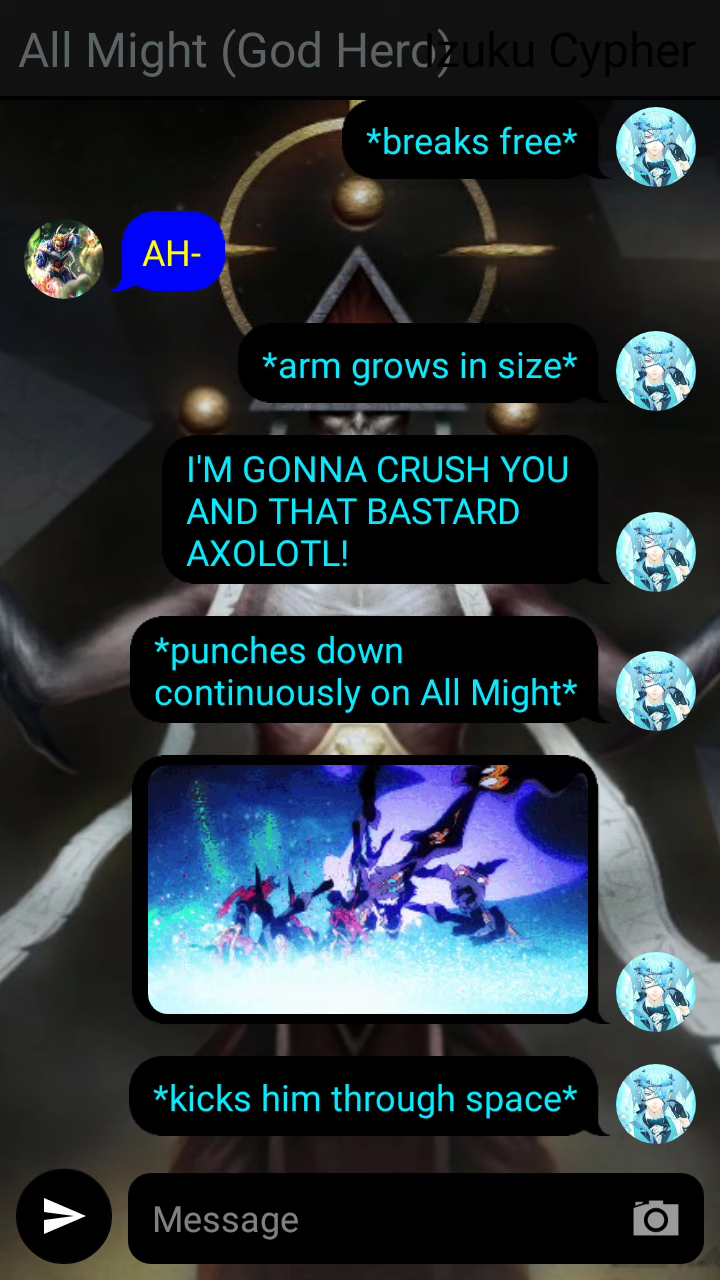 All Might (God Hero)
Izuku Cypher
*breaks free*
AH-
*arm grows in size*
I'M GONNA CRUSH YOU
AND THAT BASTARD
AXOLOTL!
*punches down
continuously on All Might*
*kicks him through space*
Message